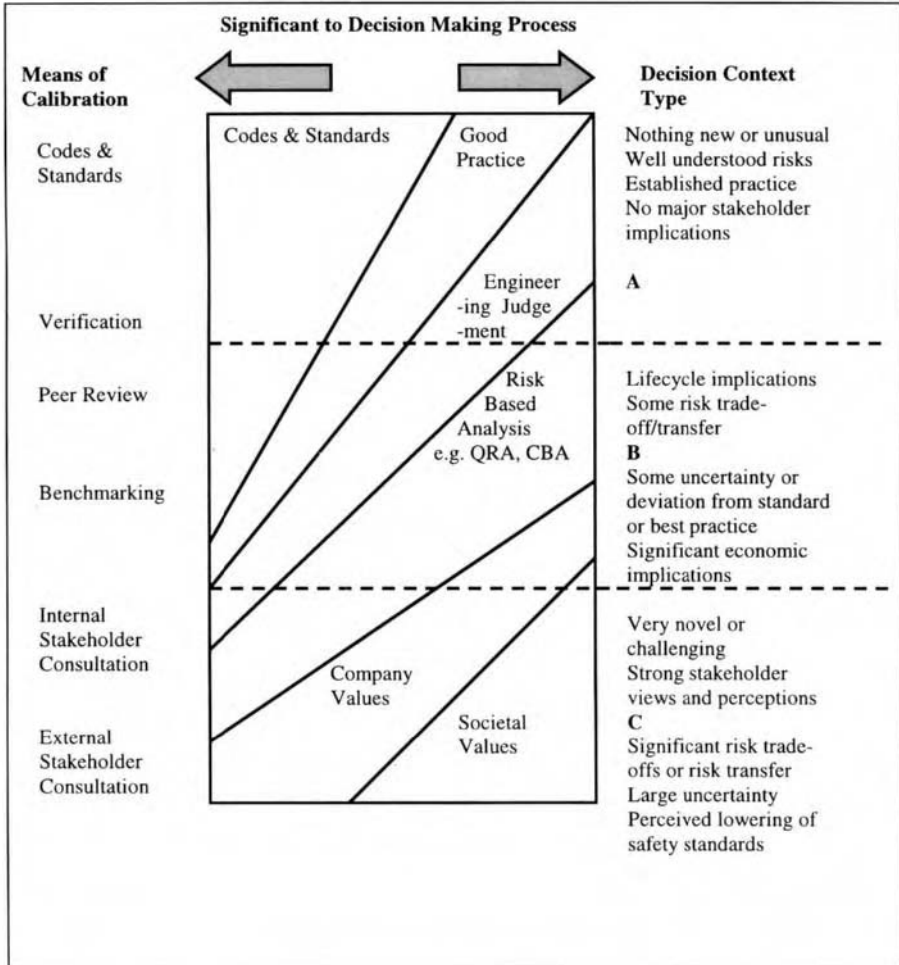 Significant to Decision Making Process
Means of
Calibration
Decision Context
Type
Codes &
Standards
Verification
Peer Review
Benchmarking
Internal
Stakeholder
Consultation
External
Stakeholder
Consultation
Codes & Standards
Good
Practice
Engineer
-ing Judge
-ment
Risk
Based
Analysis
e.g. QRA, CBA
Company
Values
Societal
Values
Nothing new or unusual
Well understood risks
Established practice
No major stakeholder
implications
A
Lifecycle implications
Some risk trade-
off/transfer
B
Some uncertainty or
deviation from standard
or best practice
Significant economic
implications
Very novel or
challenging
Strong stakeholder
views and perceptions
C
Significant risk trade-
offs or risk transfer
Large uncertainty
Perceived lowering of
safety standards